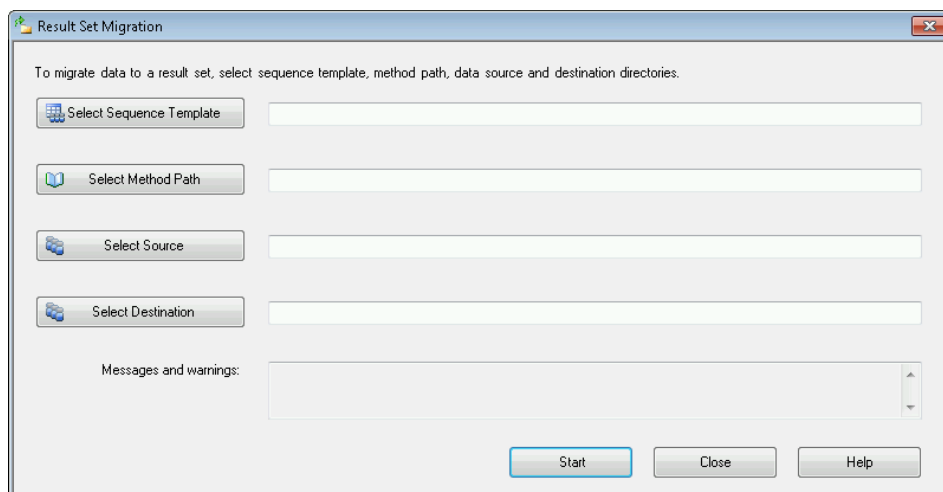 Result Set Migration
To migrate data to a result set, select sequence template, method path, data source and destination directories.
Select Sequence Template
Select Method Path
Select Source
Select Destination
Messages and warnings:
Start
Close
Help